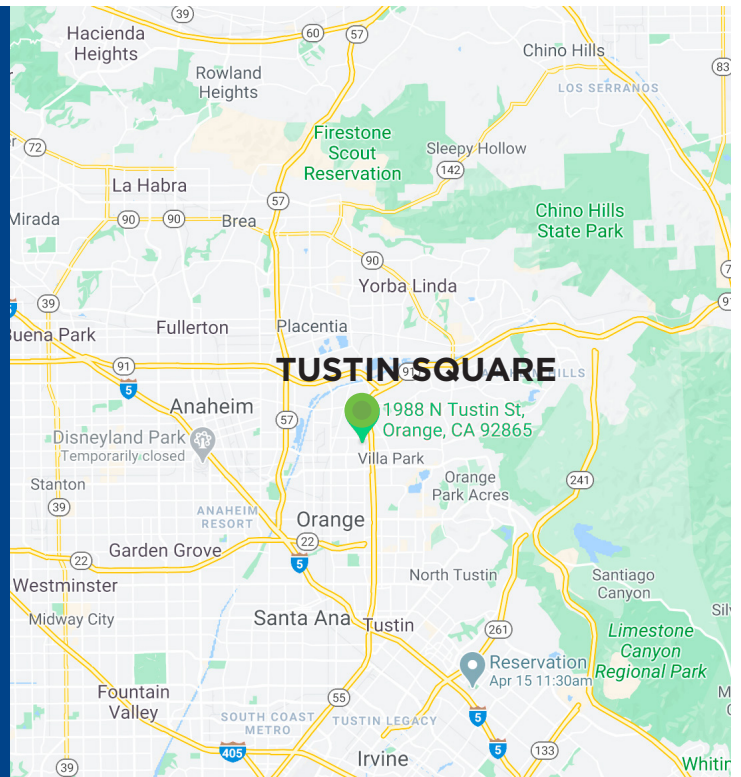 39
Hacienda
Heights
60
57
Chino Hills
83
LOS SERRANOS
Rowland
Heights
Firestone
Scout
Reservation
72
Sleepy Hollow
142
La Habra
57
Mirada
90
90
Brea
Chino Hills
State Park
90
Yorba Linda
39
Buena Park
Fullerton
Placentia
91
TUSTIN SQUARE
91
5
Anaheim
57
1988 N Tustin St,
Orange, CA 92865
Disneyland Park
Temporarily closed
Villa Park
Stanton
39
Orange
Park Acres
241
ANAHEIM
RESORT
Orange
22
22
Garden Grove
5
Westminster
North Tustin
Santiago
Canyon
Midway City
Santa Ana
Tustin
261
Limestone
Canyon
Regional Park
Reservation
Apr 15 11:30am
Fountain
Valley
55
SOUTH COAST
METRO
TUSTIN LEGACY
5
405
5
133
Irvine
39